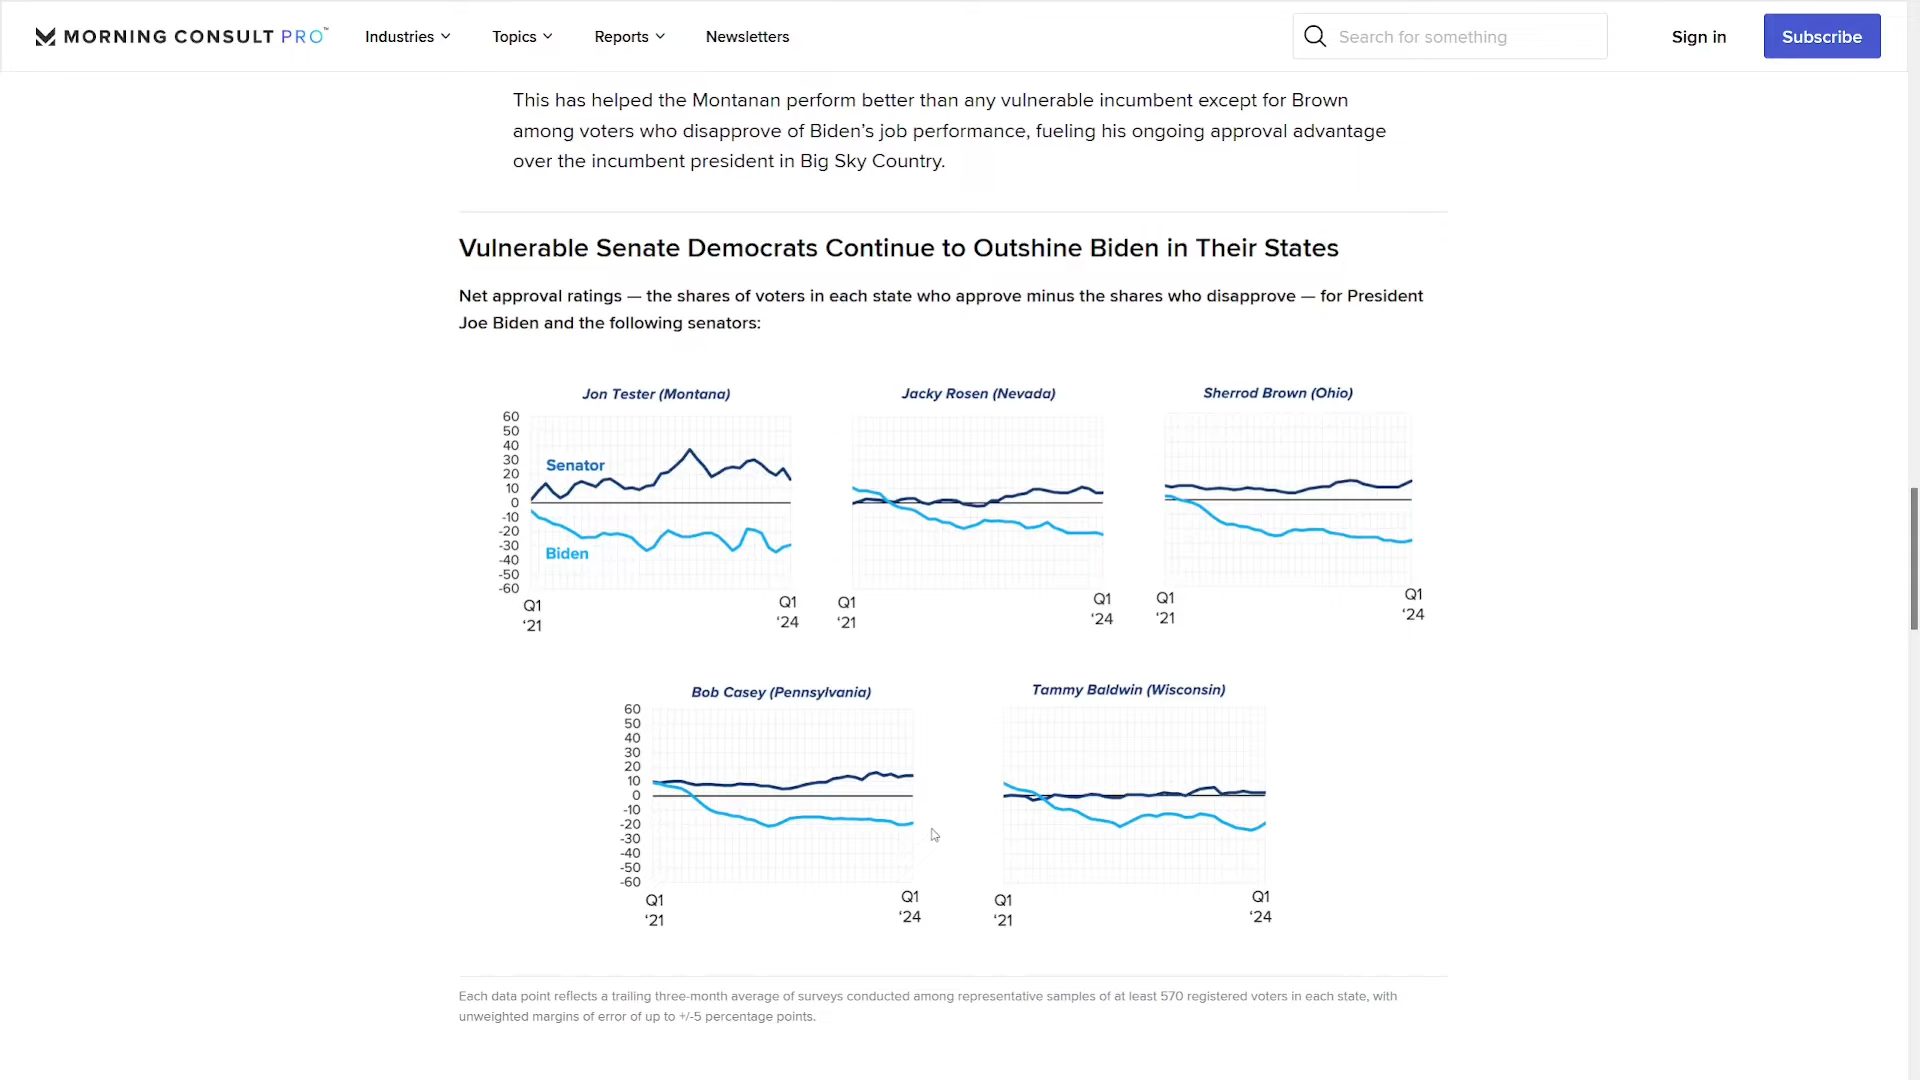 MORNING CONSULT PRO™ Industries Topics Reports Newsletters Search for something Sign in Subscribe
This has helped the Montanan perform better than any vulnerable incumbent except for Brown
among voters who disapprove of Biden’s job performance, fueling his ongoing approval advantage
over the incumbent president in Big Sky Country.
Vulnerable Senate Democrats Continue to Outshine Biden in Their States
Net approval ratings — the shares of voters in each state who approve minus the shares who disapprove — for President
Joe Biden and the following senators:
Jon Tester (Montana)
60
50
40
30
20
10
0
-10
-20
-30
-40
-50
-60
Senator
Biden
Q1
‘21
Q1
‘24
Jacky Rosen (Nevada)
Q1
‘21
Q1
‘24
Sherrod Brown (Ohio)
Q1
‘21
Q1
‘24
Bob Casey (Pennsylvania)
60
50
40
30
20
10
0
-10
-20
-30
-40
-50
-60
Q1
‘21
Q1
‘24
Tammy Baldwin (Wisconsin)
Q1
‘21
Q1
‘24
Each data point reflects a trailing three-month average of surveys conducted among representative samples of at least 570 registered voters in each state, with
unweighted margins of error of up to +/-5 percentage points.